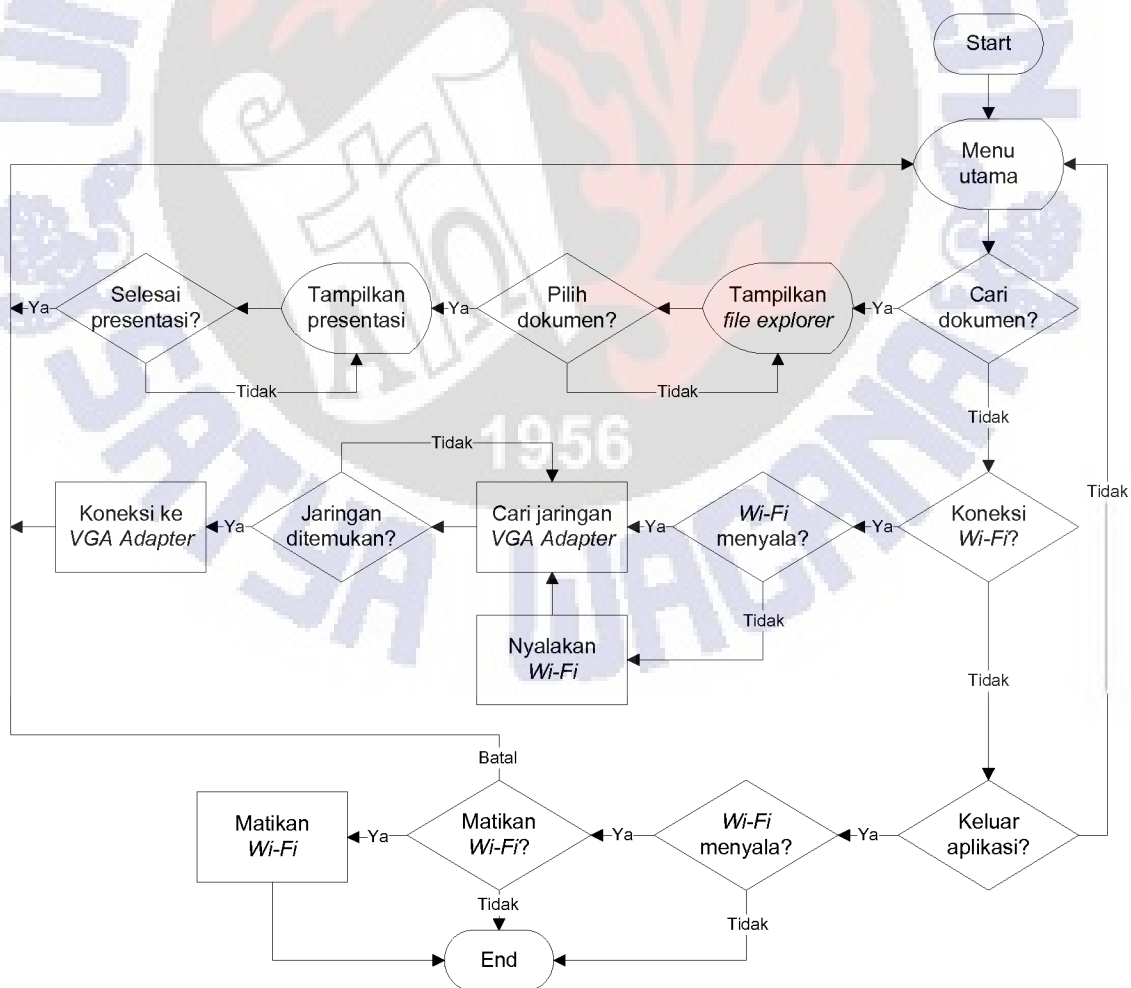 Start
Menu
utama
Cari
dokumen?
Ya
Tampilkan
file explorer
Pilih
dokumen?
Ya
Tampilkan
presentasi
Selesai
presentasi?
Ya
Tidak
Tidak
Tidak
Tidak
Koneksi
Wi-Fi?
Ya
Wi-Fi
menyala?
Ya
Cari jaringan
VGA Adapter
Jaringan
ditemukan?
Ya
Koneksi ke
VGA Adapter
Tidak
Tidak
Nyalakan
Wi-Fi
Tidak
Keluar
aplikasi?
Ya
Wi-Fi
menyala?
Ya
Matikan
Wi-Fi?
Batal
Ya
Matikan
Wi-Fi
Tidak
Tidak
End
1956
SATYA WACANA